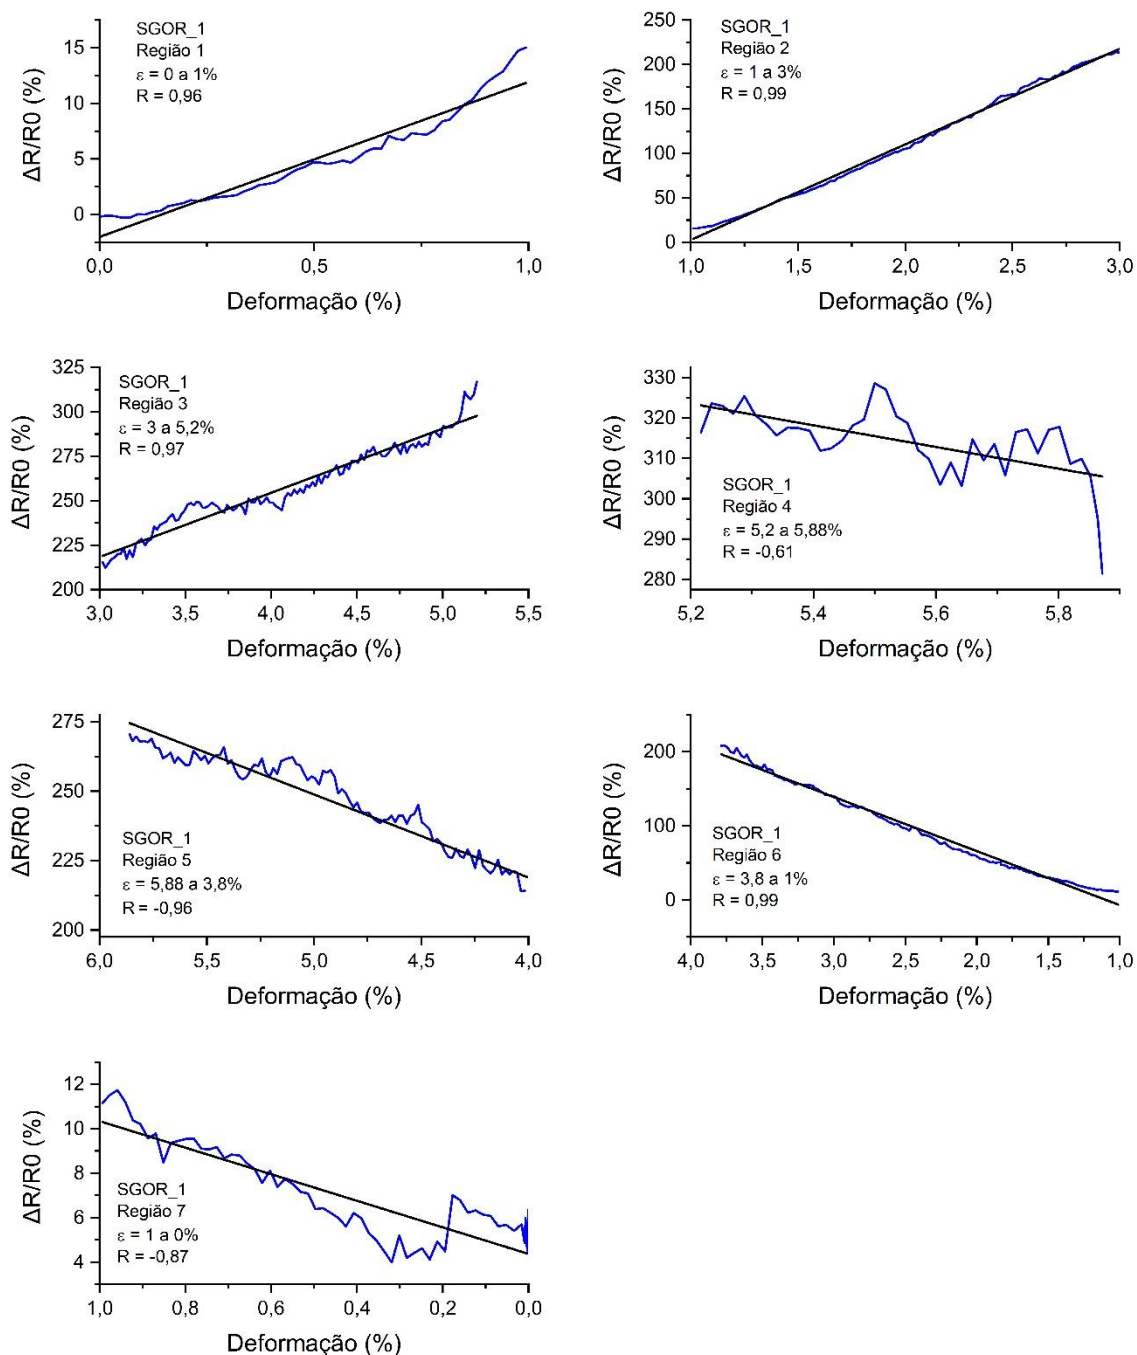 SGOR_1
Região 1
ε = 0 a 1%
R = 0,96
15
10
5
0
ΔR/R0 (%)
0,0
0,5
1,0
Deformação (%)
SGOR_1
Região 2
ε = 1 a 3%
R = 0,99
250
200
150
100
50
0
ΔR/R0 (%)
1,0
1,5
2,0
2,5
3,0
Deformação (%)
SGOR_1
Região 3
ε = 3 a 5,2%
R = 0,97
325
300
275
250
225
200
ΔR/R0 (%)
3,0
3,5
4,0
4,5
5,0
5,5
Deformação (%)
330
320
310
300
290
280
ΔR/R0 (%)
SGOR_1
Região 4
ε = 5,2 a 5,88%
R = -0,61
5,2
5,4
5,6
5,8
Deformação (%)
275
250
225
200
ΔR/R0 (%)
SGOR_1
Região 5
ε = 5,88 a 3,8%
R = -0,96
6,0
5,5
5,0
4,5
4,0
Deformação (%)
200
100
0
ΔR/R0 (%)
SGOR_1
Região 6
ε = 3,8 a 1%
R = 0,99
4,0
3,5
3,0
2,5
2,0
1,5
1,0
Deformação (%)
12
10
8
6
4
ΔR/R0 (%)
SGOR_1
Região 7
ε = 1 a 0%
R = -0,87
1,0
0,8
0,6
0,4
0,2
0,0
Deformação (%)